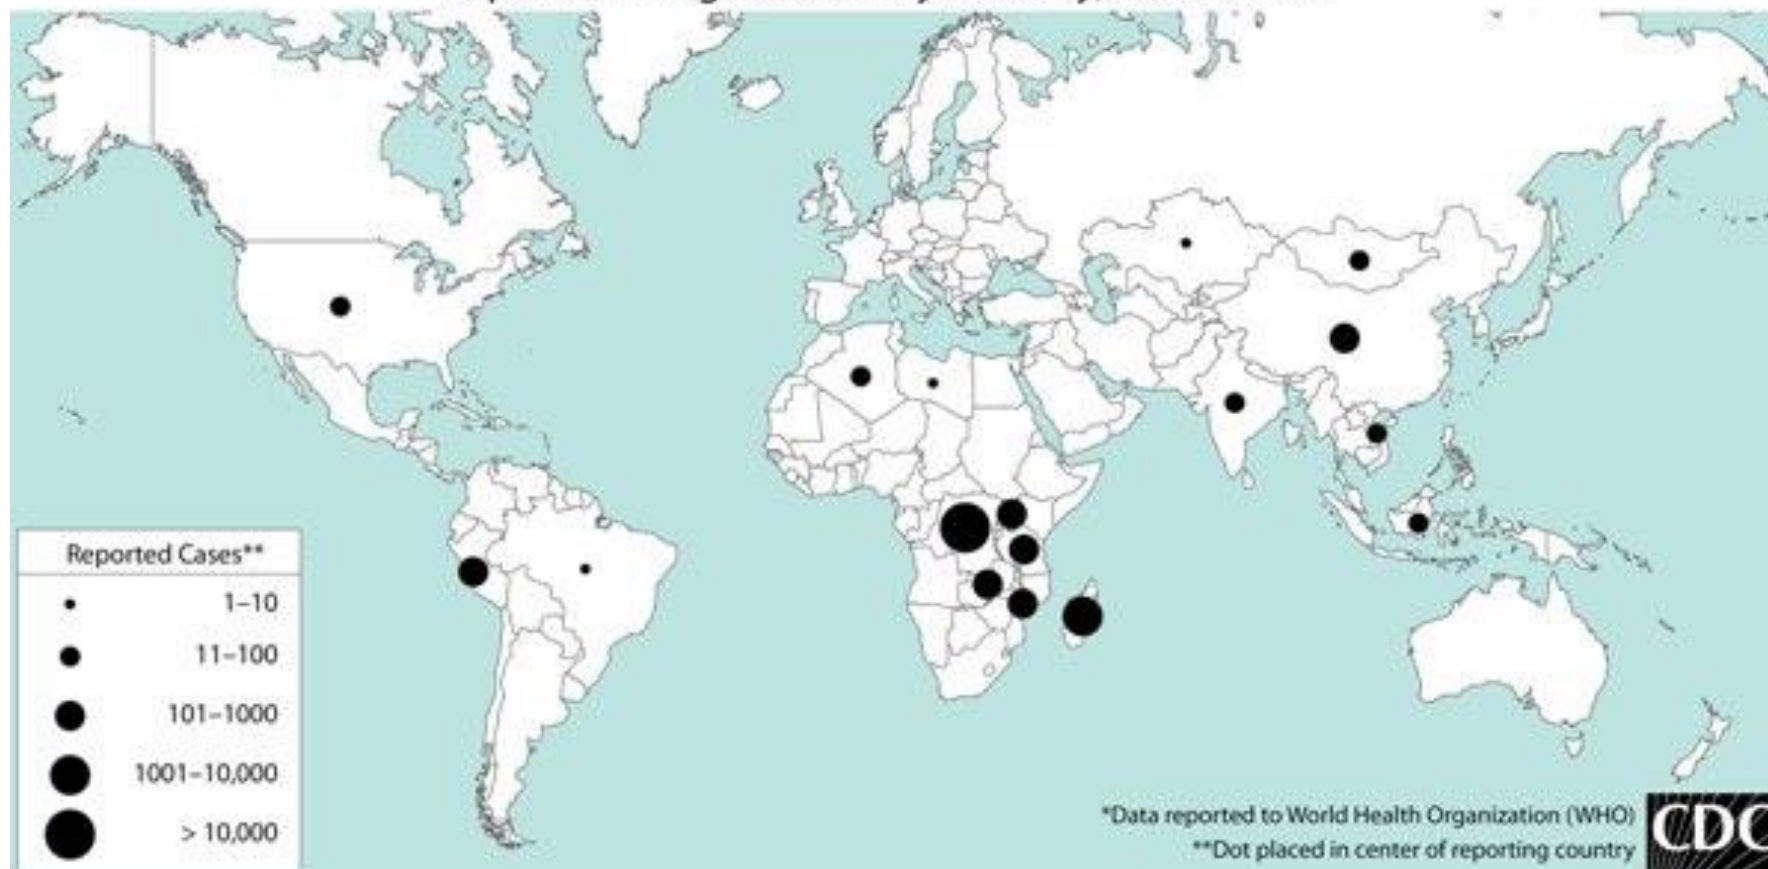 Reported Cases**
1–10
11–100
101–1000
1001–10,000
> 10,000
*Data reported to World Health Organization (WHO)
**Dot placed in center of reporting country
CDC